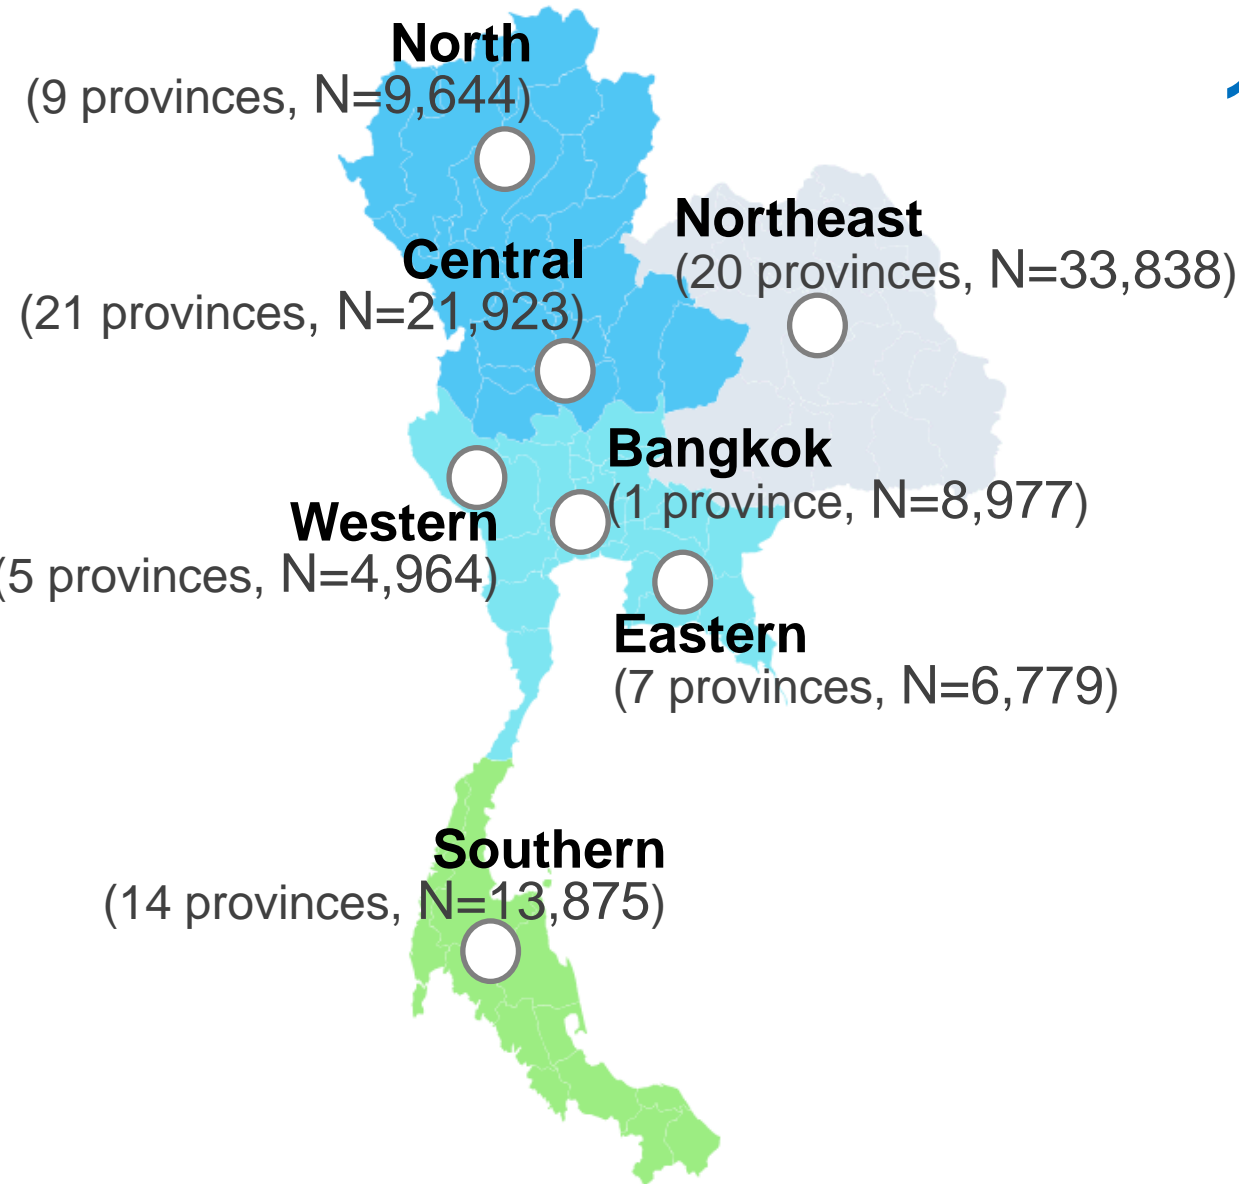 North
(9 provinces, N=9,644)
Northeast
(20 provinces, N=33,838)
Central
(21 provinces, N=21,923)
Bangkok
(1 province, N=8,977)
Western
(5 provinces, N=4,964)
Eastern
(7 provinces, N=6,779)
Southern
(14 provinces, N=13,875)